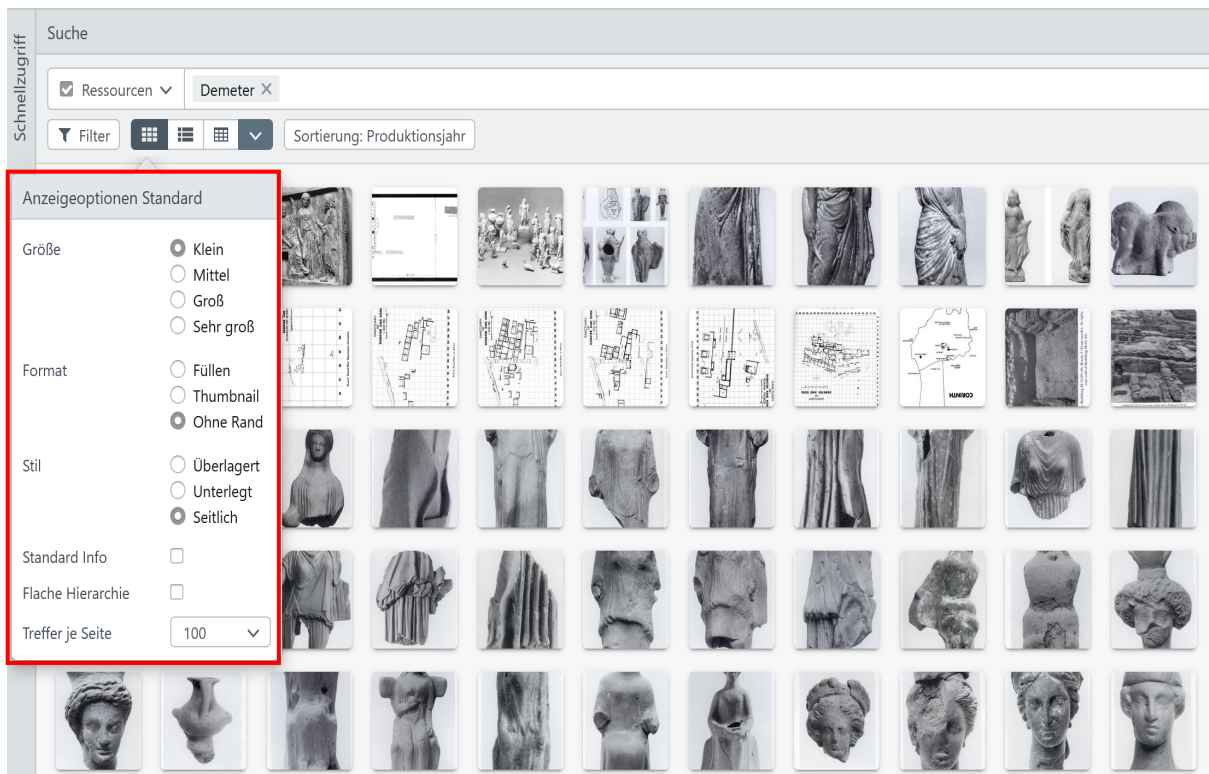 Schnellzugriff
Suche
Ressourcen
Demeter
Filter
Sortierung: Produktionsjahr
Anzeigeoptionen Standard
Größe
Klein
Mittel
Groß
Sehr groß
Format
Füllen
Thumbnail
Ohne Rand
Stil
Überlagert
Unterlegt
Seitlich
Standard Info
Flache Hierarchie
Treffer je Seite
100
CORINTH